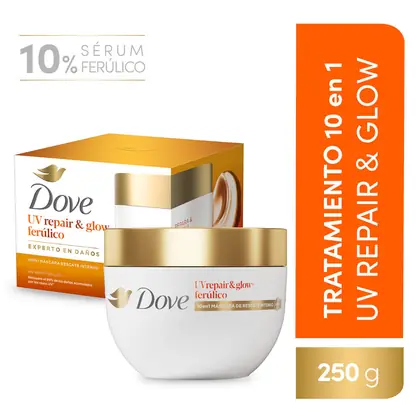 10% SÉRUM
FERÚLICO
Dove
UV repair & glow
ferúlico
EXPERTO EN DAÑOS
Dove
UV repair & glow
ferúlico
TRATAMIENTO 10 en 1
UV REPAIR & GLOW
250 g